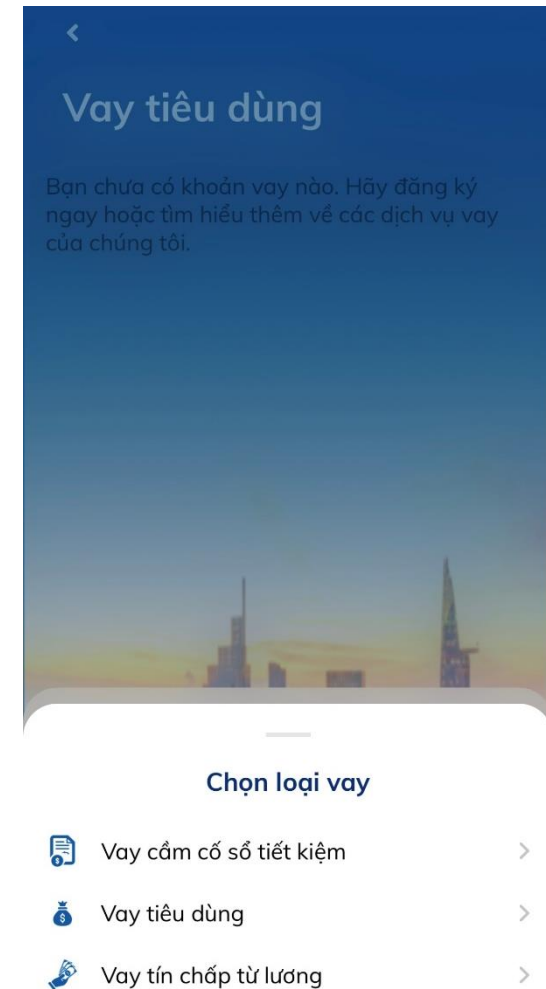 Vay tiêu dùng
Bạn chưa có khoản vay nào. Hãy đăng ký
ngay hoặc tìm hiểu thêm về các dịch vụ vay
của chúng tôi.
Chọn loại vay
Vay cầm cố sổ tiết kiệm
Vay tiêu dùng
Vay tín chấp từ lương